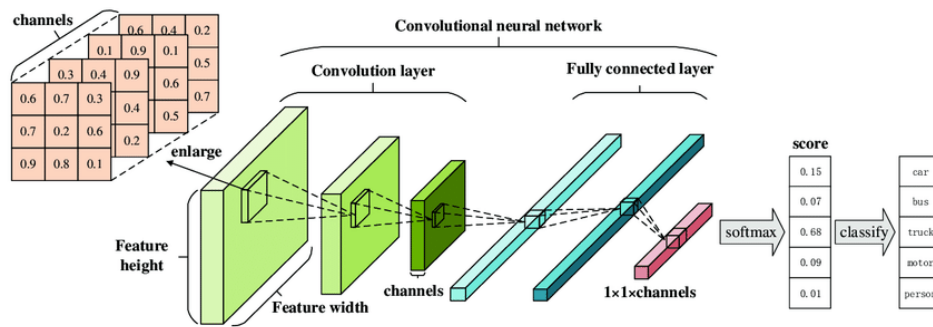 channels
0.6 0.4 0.2
0.1 0.9 0.1
0.5
0.3 0.4 0.9
0.6
0.7
0.6 0.7 0.3
0.4
0.5
0.7 0.2 0.6
0.2
0.9 0.8 0.1
enlarge
Convolutional neural network
Convolution layer
Fully connected layer
Feature height
Feature width
channels
1×1×channels
softmax
score
0.15
0.07
0.68
0.09
0.01
classify
car
bus
truck
motor
person